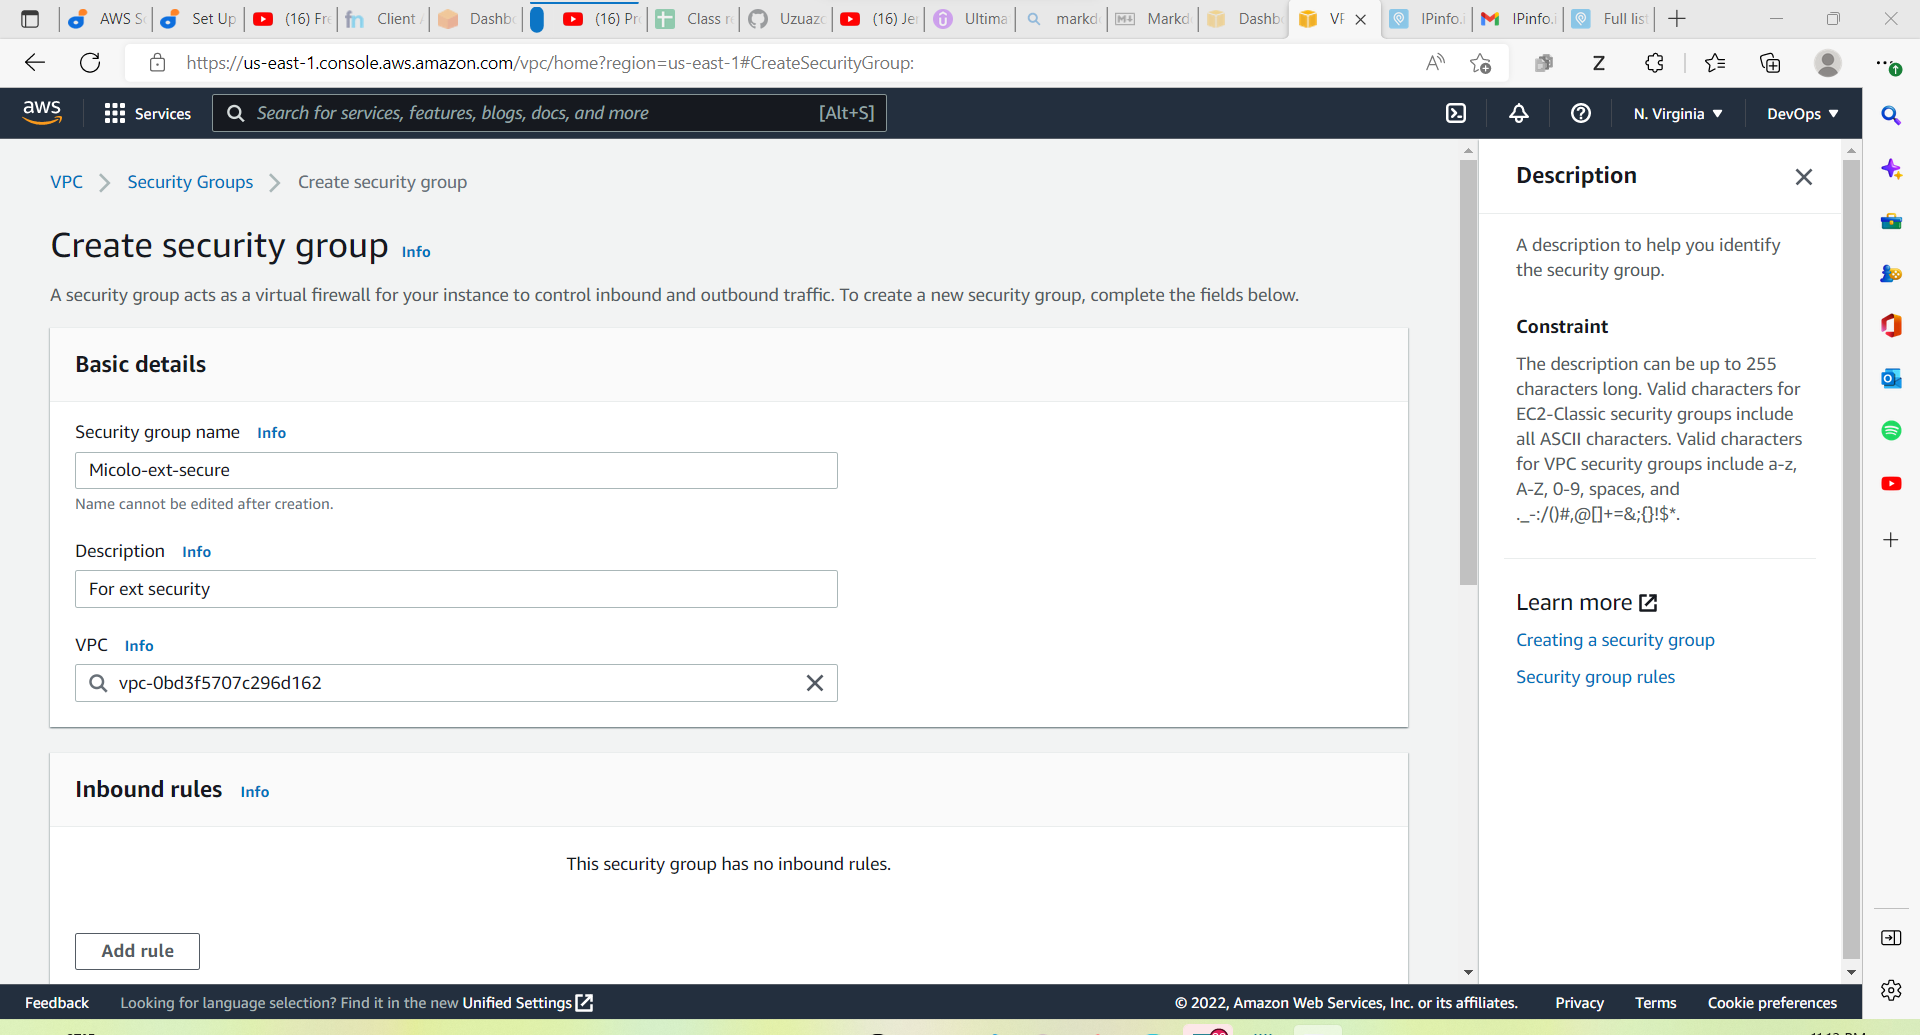 AWS S
Set Up
(16) Fr
Client
Dashb
(16) Pr
Class r
Uzuaz
(16) Je
Ultima
markd
Markd
Dashb
VP
IPinfo.i
IPinfo.i
Full list
https://us-east-1.console.aws.amazon.com/vpc/home?region=us-east-1#CreateSecurityGroup:
aws
Services
Search for services, features, blogs, docs, and more [Alt+S]
N. Virginia
DevOps
VPC
Security Groups
Create security group
Create security group Info
A security group acts as a virtual firewall for your instance to control inbound and outbound traffic. To create a new security group, complete the fields below.
Basic details
Security group name Info
Micolo-ext-secure
Name cannot be edited after creation.
Description Info
For ext security
VPC Info
vpc-0bd3f5707c296d162
Inbound rules Info
This security group has no inbound rules.
Add rule
Description
A description to help you identify
the security group.
Constraint
The description can be up to 255
characters long. Valid characters for
EC2-Classic security groups include
all ASCII characters. Valid characters
for VPC security groups include a-z,
A-Z, 0-9, spaces, and
._-:/()#,@[]+=&;{}!$*.
Learn more
Creating a security group
Security group rules
Feedback
Looking for language selection? Find it in the new Unified Settings
© 2022, Amazon Web Services, Inc. or its affiliates.
Privacy
Terms
Cookie preferences